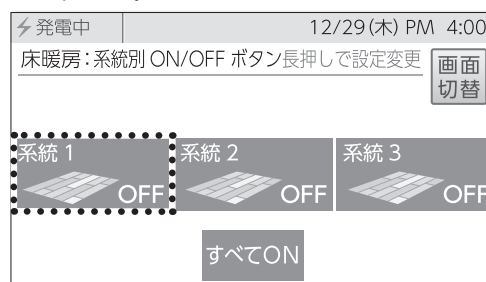 発電中 12/29(木) PM 4:00
床暖房:系統別 ON/OFF ボタン長押しで設定変更
画面
切替
系統 1 系統 2 系統 3
OFF OFF OFF
すべてON